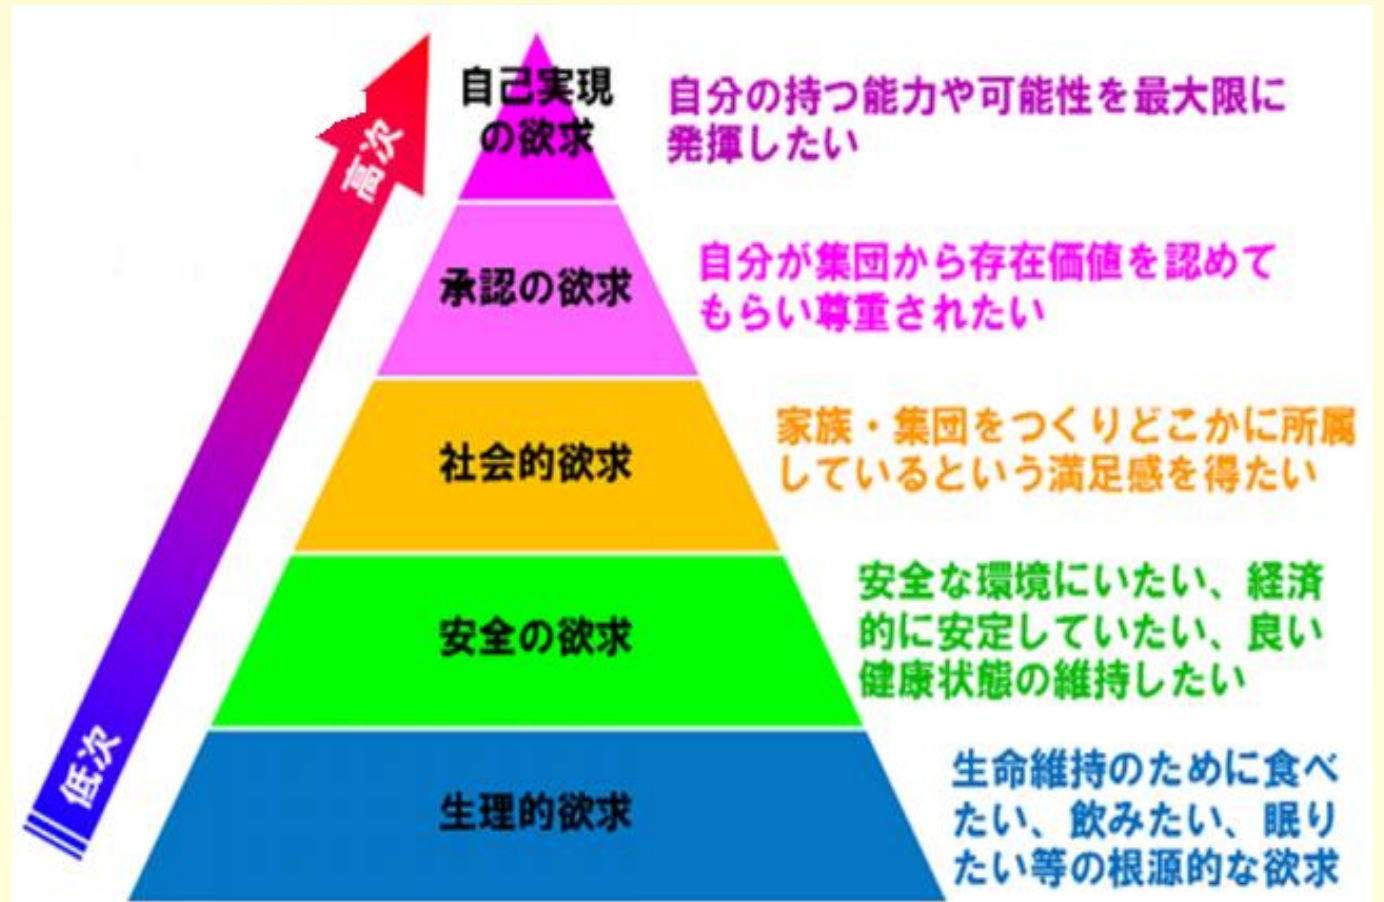 高次
自己実現
の欲求
自分の持つ能力や可能性を最大限に
発揮したい
承認の欲求
自分が集団から存在価値を認めて
もらい尊重されたい
社会的欲求
家族・集団をつくりどこかに所属
しているという満足感を得たい
安全の欲求
安全な環境にいたい、経済
的に安定していたい、良い
健康状態の維持したい
低次
生理的欲求
生命維持のために食べ
たい、飲みたい、眠り
たい等の根源的な欲求